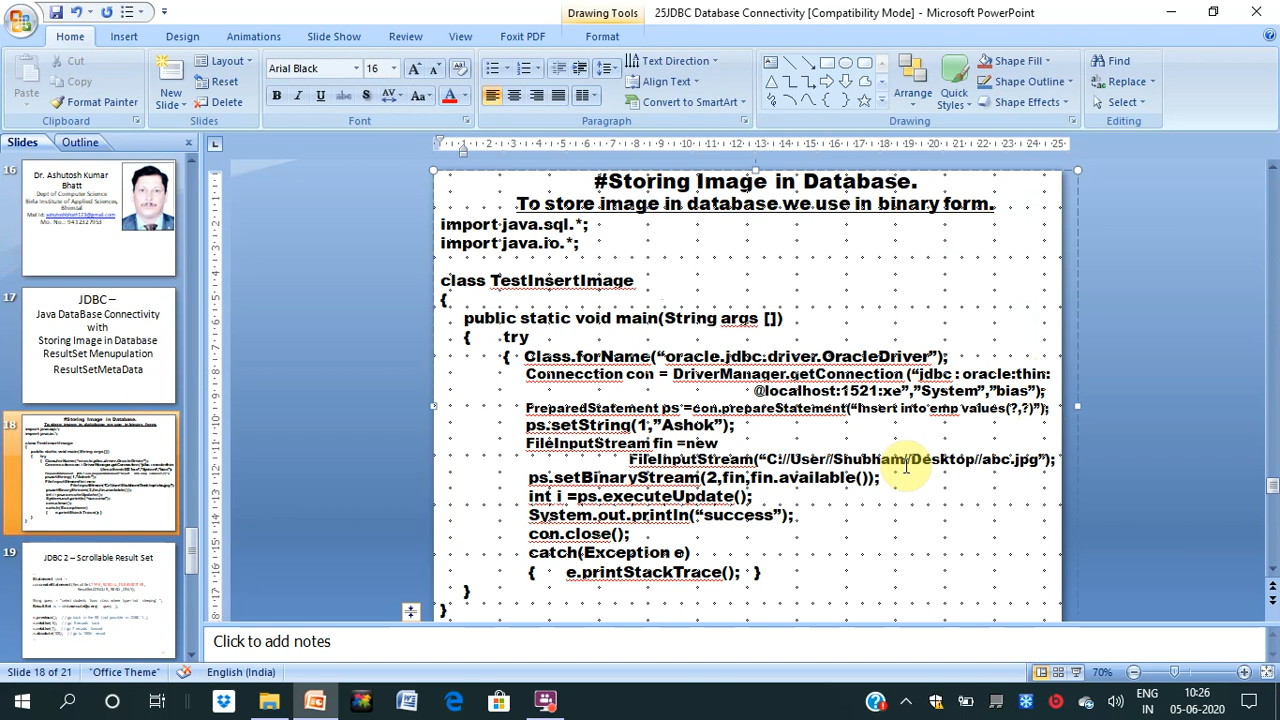 25JDBC Database Connectivity [Compatibility Mode] - Microsoft PowerPoint
Drawing Tools
Home Insert Design Animations Slide Show Review View Foxit PDF Format
Paste
Cut
Copy
Format Painter
Clipboard
New Slide
Layout
Reset
Delete
Slides
Arial Black 16
Font
Text Direction
Align Text
Convert to SmartArt
Paragraph
Arrange
Quick Styles
Shape Fill
Shape Outline
Shape Effects
Drawing
Find
Replace
Select
Editing
Slides Outline
16
Dr. Ashutosh Kumar
Bhatt
Dept of Computer Science
Birla Institute of Applied Sciences,
Bhimtal
17
JDBC –
Java DataBase Connectivity
with
Storing Image in Database
ResultSet Menupulation
ResultSetMetaData
18
19
JDBC 2 – Scrollable Result Set
#Storing Image in Database.
To store image in database we use in binary form.
import java.sql.*;
import java.io.*;
class TestInsertImage
{
public static void main(String args [])
{ try
{ Class.forName(“oracle.jdbc.driver.OracleDriver”);
Connecction con = DriverManager.getConnection (“jdbc : oracle:thin:
@localhost:1521:xe”,”System”,”bias”);
PreparedStatement ps =con.prepareStatement(“Insert into emp values(?,?)”);
ps.setString(1,”Ashok”);
FileInputStream fin =new
FileInputStream //Shubham//Desktop//abc.jpg”);
ps.setBinaryStream(2,fin,fin.available());
int i =ps.executeUpdate();
System.out.println(“success”);
con.close();
catch(Exception e)
{ e.printStackTrace(); }
}
}
Click to add notes
Slide 18 of 21 "Office Theme" English (India) 70%
ENG
IN
10:26
05-06-2020